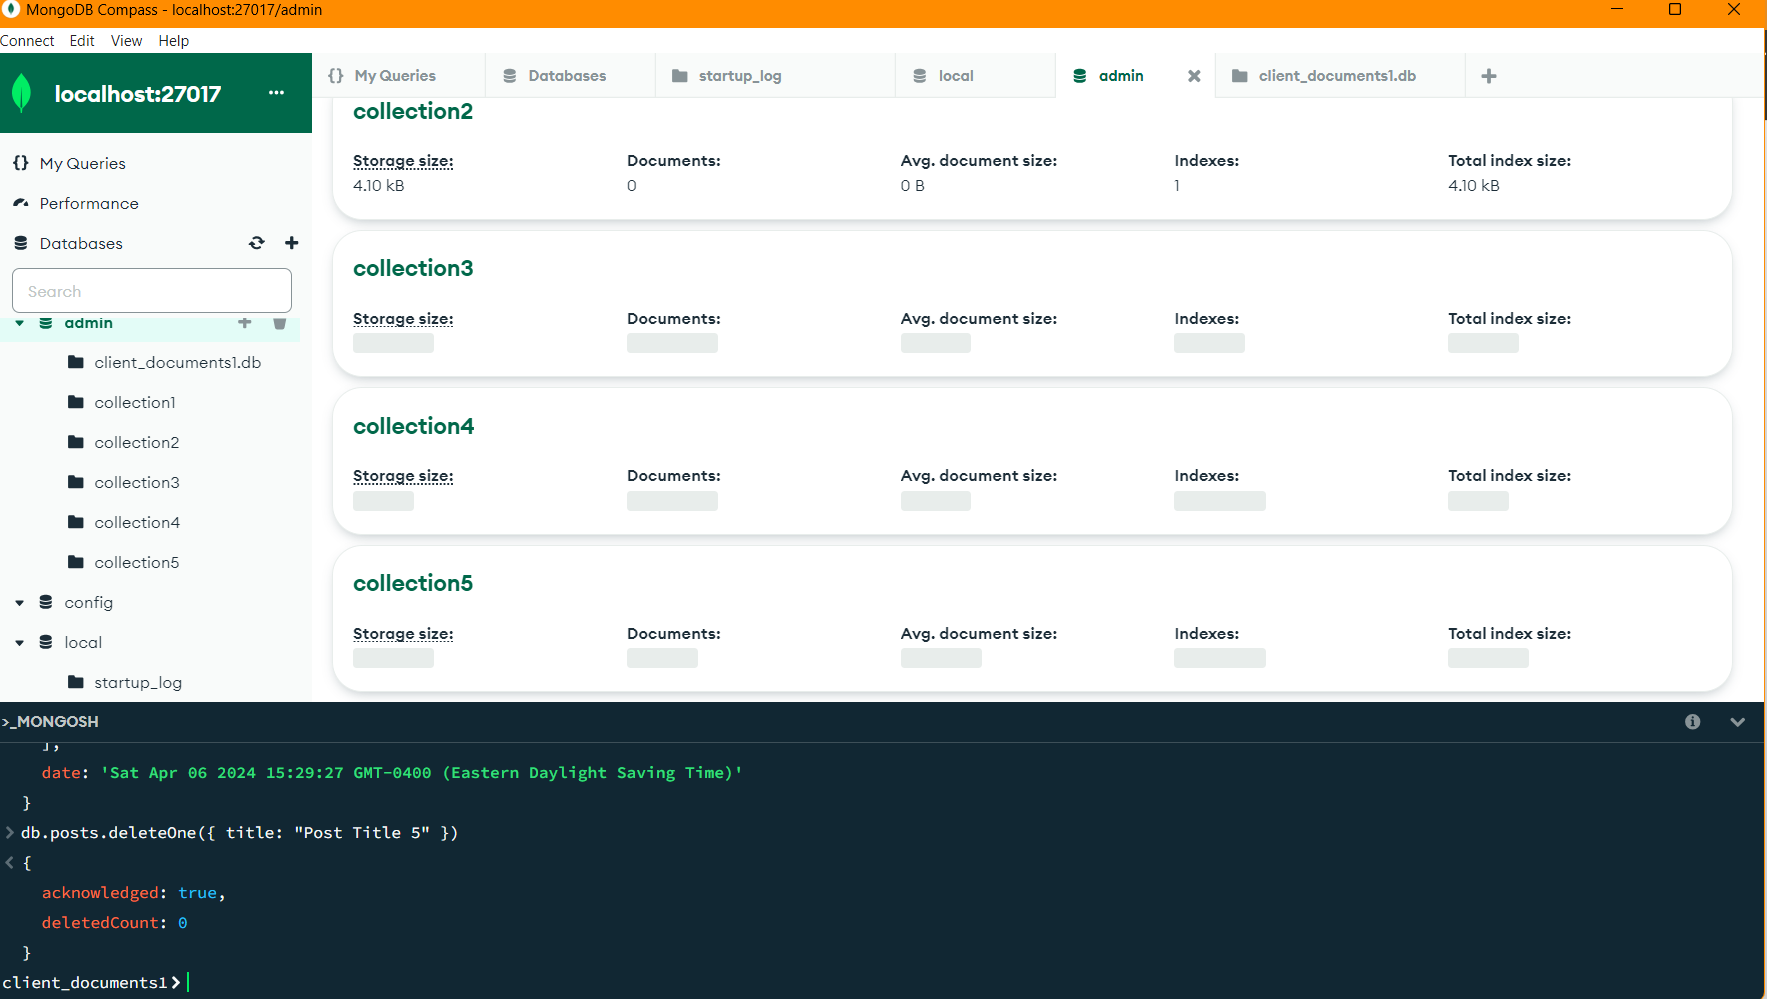 MongoDB Compass - localhost:27017/admin
Connect Edit View Help
localhost:27017 ...
{} My Queries
Performance
Databases
Search
admin
client_documents1.db
collection1
collection2
collection3
collection4
collection5
config
local
startup_log
{} My Queries Databases startup_log local admin client_documents1.db
collection2
Storage size: Documents: Avg. document size: Indexes: Total index size:
4.10 kB 0 0 B 1 4.10 kB
collection3
Storage size: Documents: Avg. document size: Indexes: Total index size:
collection4
Storage size: Documents: Avg. document size: Indexes: Total index size:
collection5
Storage size: Documents: Avg. document size: Indexes: Total index size:
>_MONGOSH
],
date: 'Sat Apr 06 2024 15:29:27 GMT-0400 (Eastern Daylight Saving Time)'
}
> db.posts.deleteOne({ title: "Post Title 5" })
< {
acknowledged: true,
deletedCount: 0
}
client_documents1>